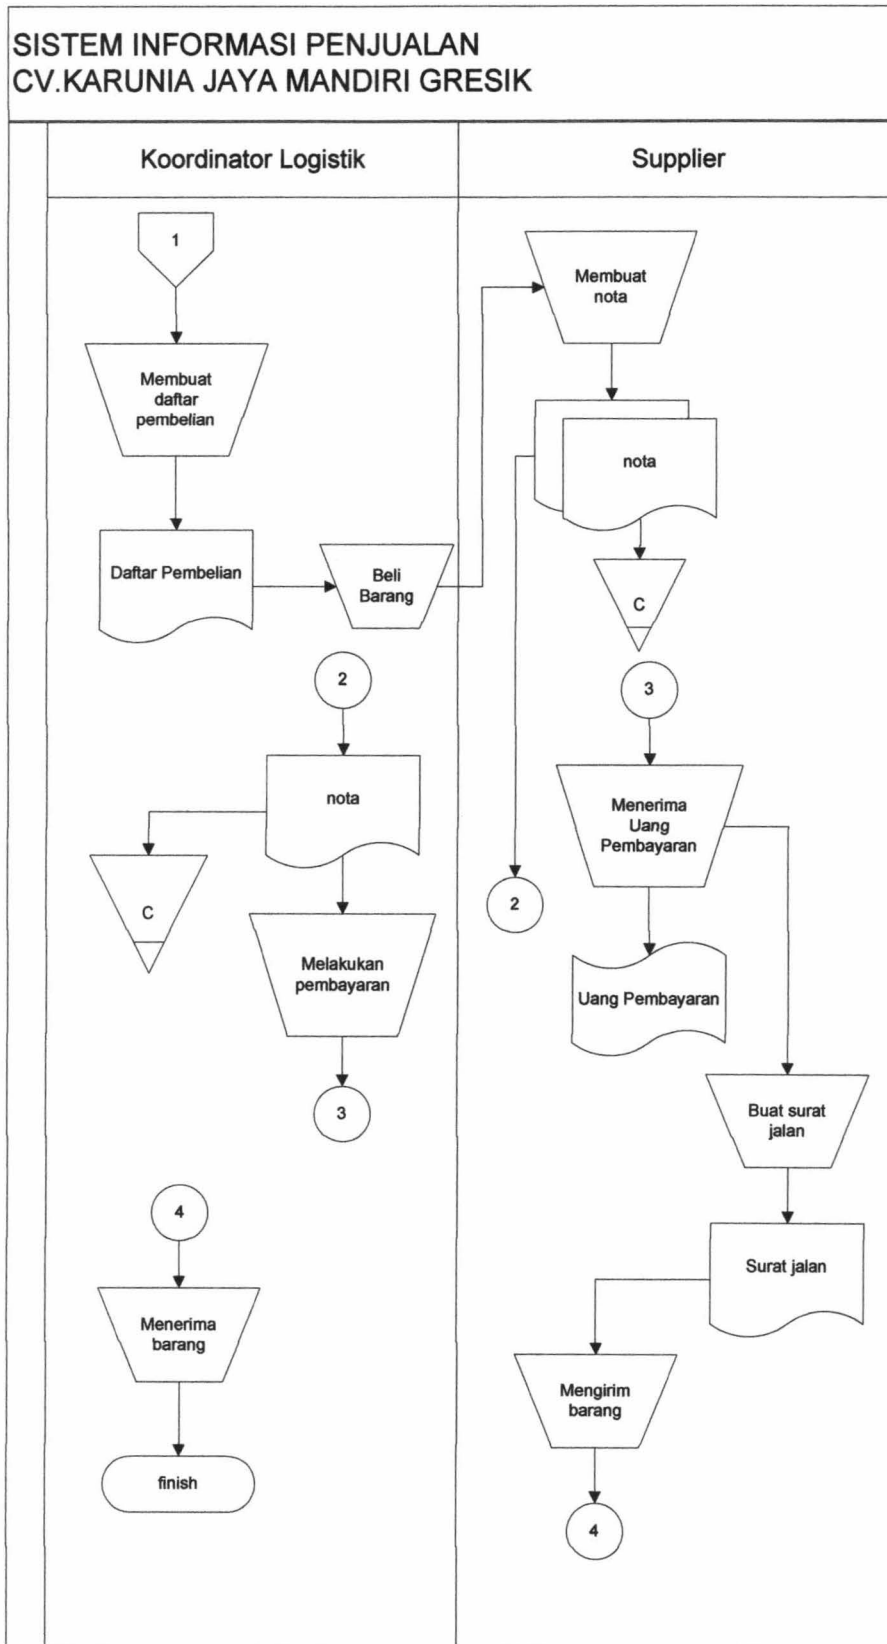 SISTEM INFORMASI PENJUALAN
CV.KARUNIA JAYA MANDIRI GRESIK
Koordinator Logistik
Supplier
1
Membuat
daftar
pembelian
Daftar Pembelian
Beli
Barang
2
nota
C
Melakukan
pembayaran
3
4
Menerima
barang
finish
Membuat
nota
nota
C
3
Menerima
Uang
Pembayaran
2
Uang Pembayaran
Buat surat
jalan
Surat jalan
Mengirim
barang
4